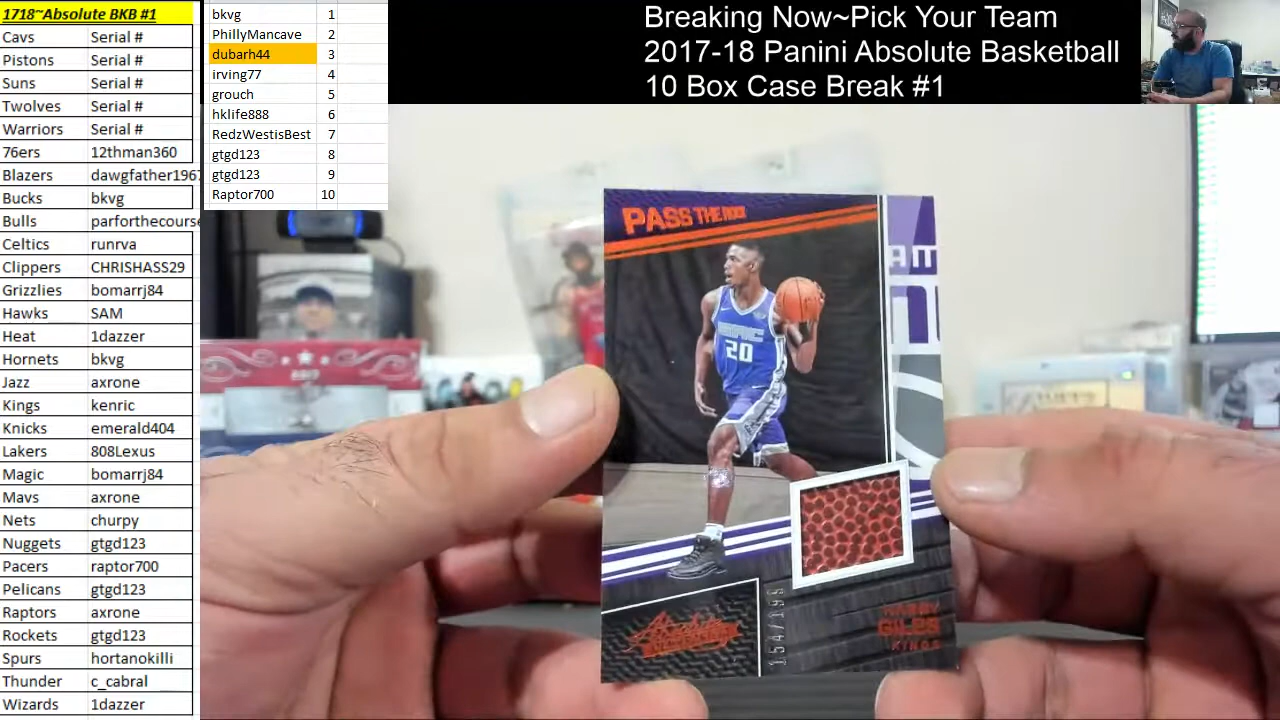 1718~Absolute BKB #1
Cavs Serial #
Pistons Serial #
Suns Serial #
Twolves Serial #
Warriors Serial #
76ers 12thman360
Blazers dawgfather1967
Bucks bkvg
Bulls parforthecourse
Celtics runrva
Clippers CHRISHASS29
Grizzlies bomarrj84
Hawks SAM
Heat 1dazzer
Hornets bkvg
Jazz axrone
Kings kenric
Knicks emerald404
Lakers 808Lexus
Magic bomarrj84
Mavs axrone
Nets churpy
Nuggets gtgd123
Pacers raptor700
Pelicans gtgd123
Raptors axrone
Rockets gtgd123
Spurs hortanokilli
Thunder c_cabral
Wizards 1dazzer
bkvg 1
PhillyMancave 2
dubarh44 3
irving77 4
grouch 5
hklife888 6
RedzWestisBest 7
gtgd123 8
gtgd123 9
Raptor700 10
Breaking Now~Pick Your Team
2017-18 Panini Absolute Basketball
10 Box Case Break #1
PASS THE ROCK
20
Absolute
154/199
HARRY
GILES
KINGS